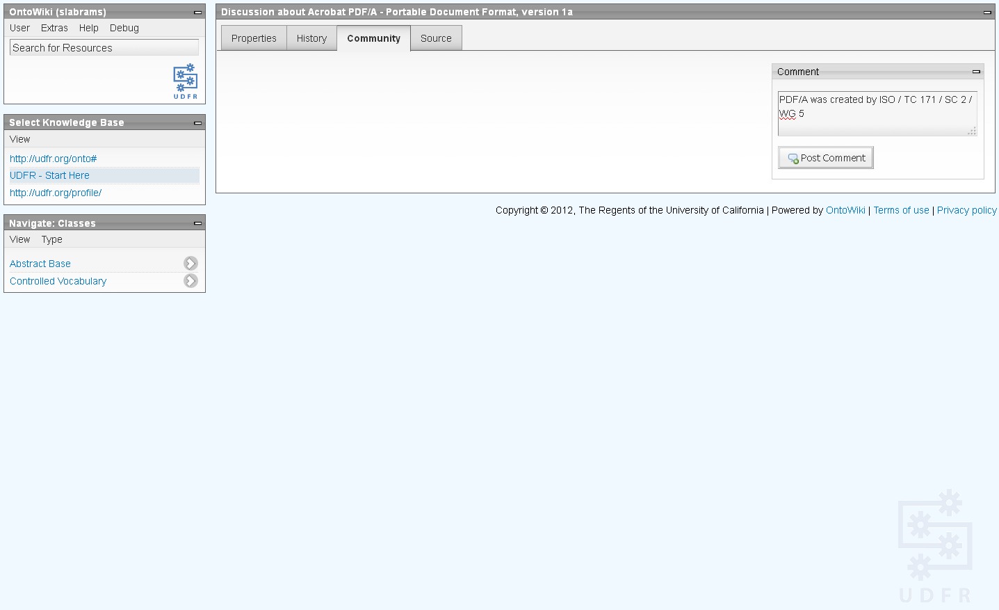 OntoWiki (slabrams)
User Extras Help Debug
Search for Resources
UDFR
Select Knowledge Base
View
http://udfr.org/onto#
UDFR - Start Here
http://udfr.org/profile/
Navigate: Classes
View Type
Abstract Base
Controlled Vocabulary
Discussion about Acrobat PDF/A - Portable Document Format, version 1a
Properties History Community Source
Comment
PDF/A was created by ISO / TC 171 / SC 2 /
WG 5
Post Comment
Copyright © 2012, The Regents of the University of California | Powered by OntoWiki | Terms of use | Privacy policy
UDFR